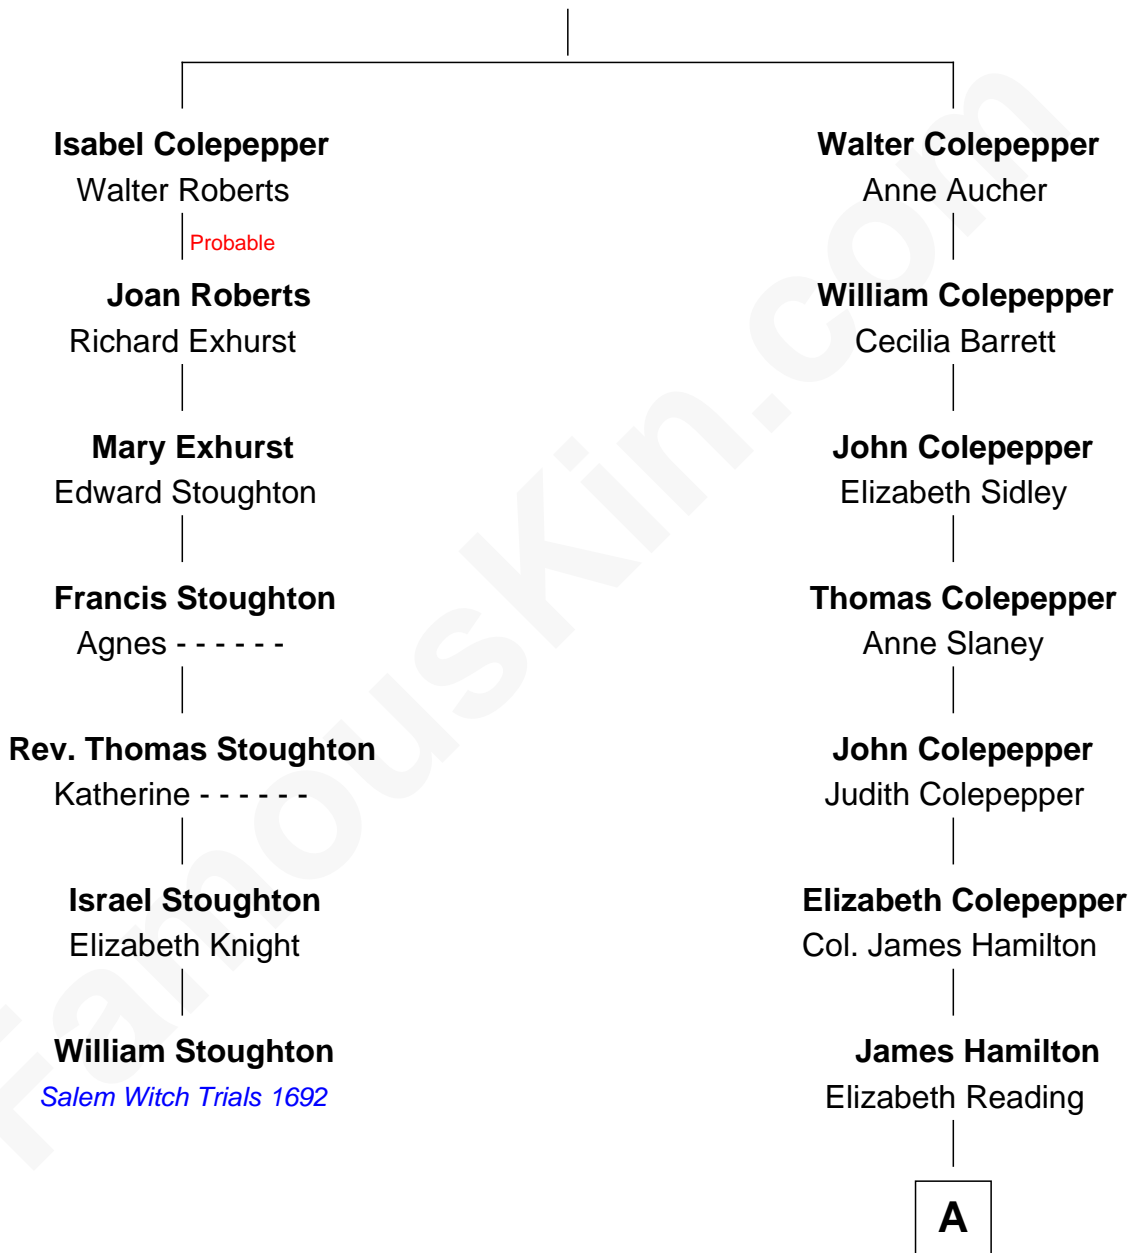 Isabel Colepepper
Walter Roberts
Probable
Joan Roberts
Richard Exhurst
Mary Exhurst
Edward Stoughton
Francis Stoughton
Agnes - - - - - -
Rev. Thomas Stoughton
Katherine - - - - - -
Israel Stoughton
Elizabeth Knight
William Stoughton
Salem Witch Trials 1692
Walter Colepepper
Anne Aucher
William Colepepper
Cecilia Barrett
John Colepepper
Elizabeth Sidley
Thomas Colepepper
Anne Slaney
John Colepepper
Judith Colepepper
Elizabeth Colepepper
Col. James Hamilton
James Hamilton
Elizabeth Reading
A
FamousKin.com